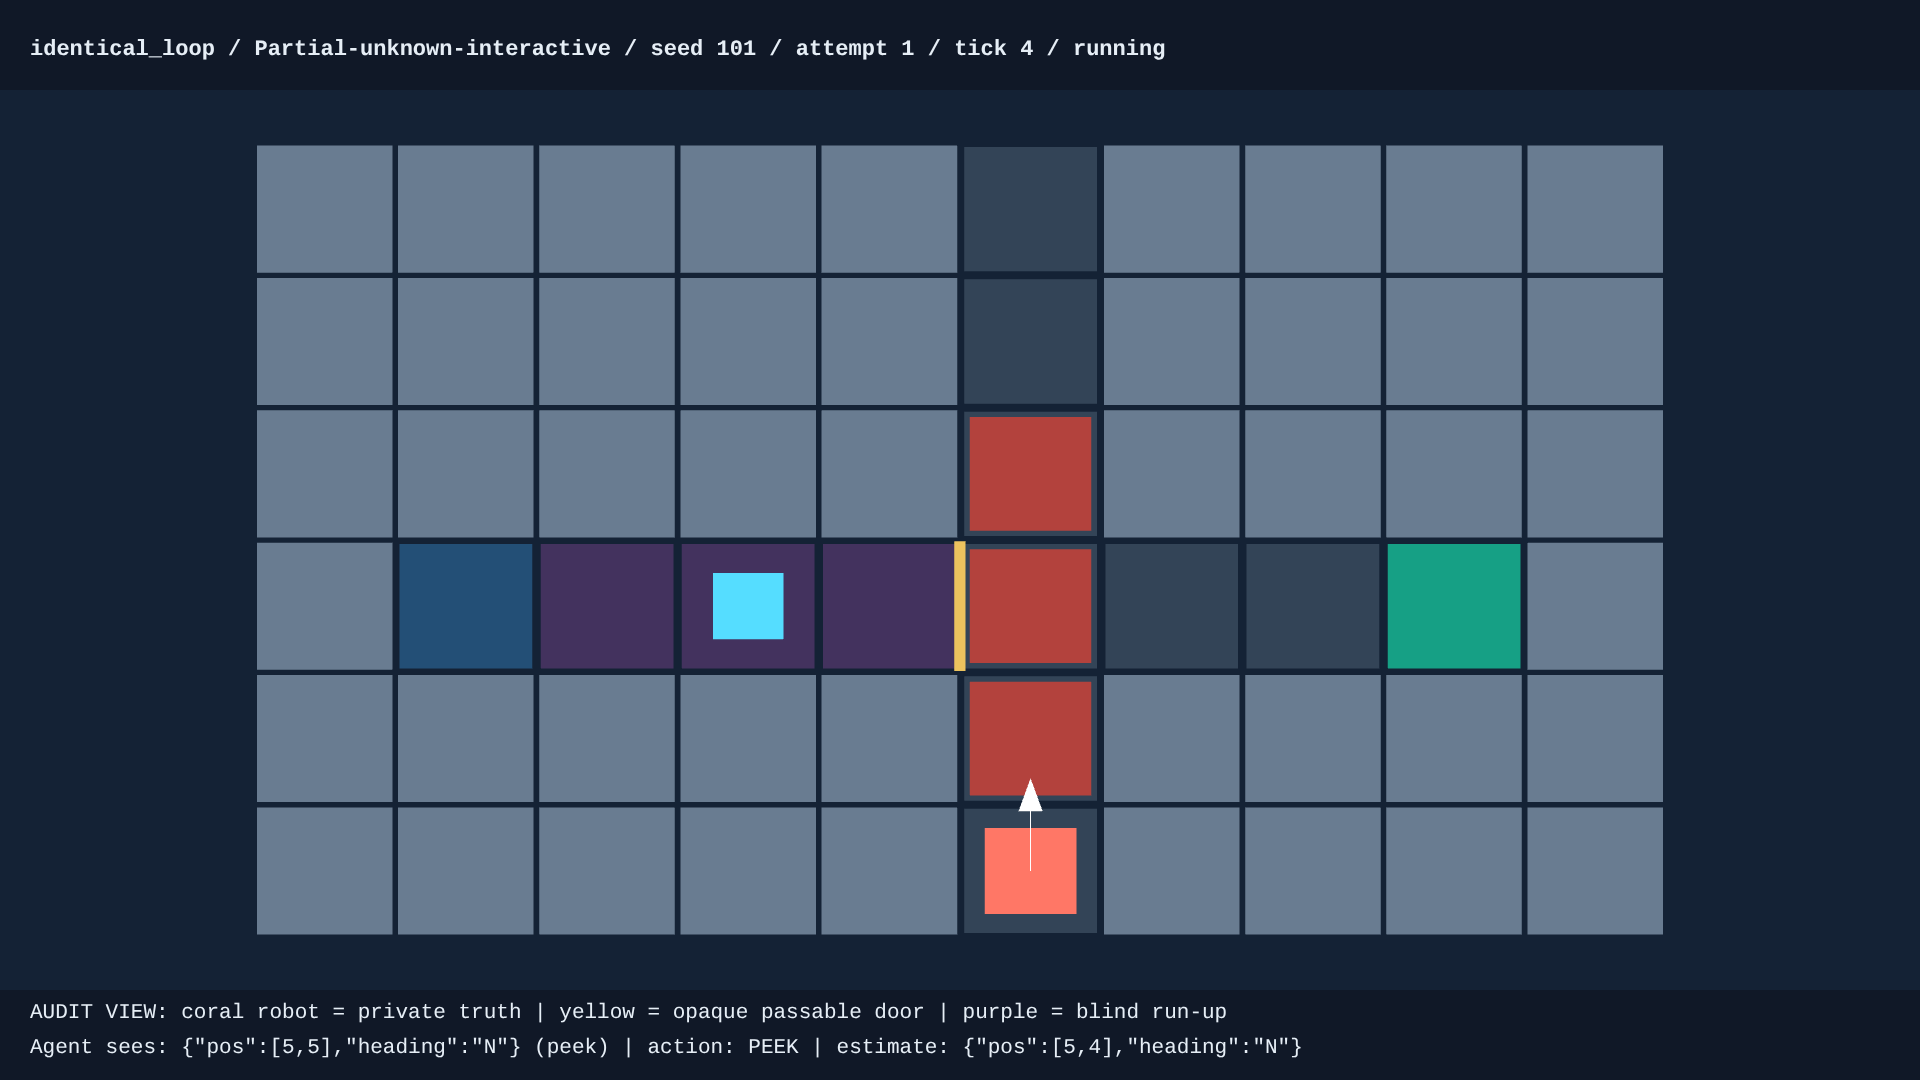 identical_loop / Partial-unknown-interactive / seed 101 / attempt 1 / tick 4 / running
AUDIT VIEW: coral robot = private truth | yellow = opaque passable door | purple = blind run-up
Agent sees: {"pos":[5,5],"heading":"N"} (peek) | action: PEEK | estimate: {"pos":[5,4],"heading":"N"}